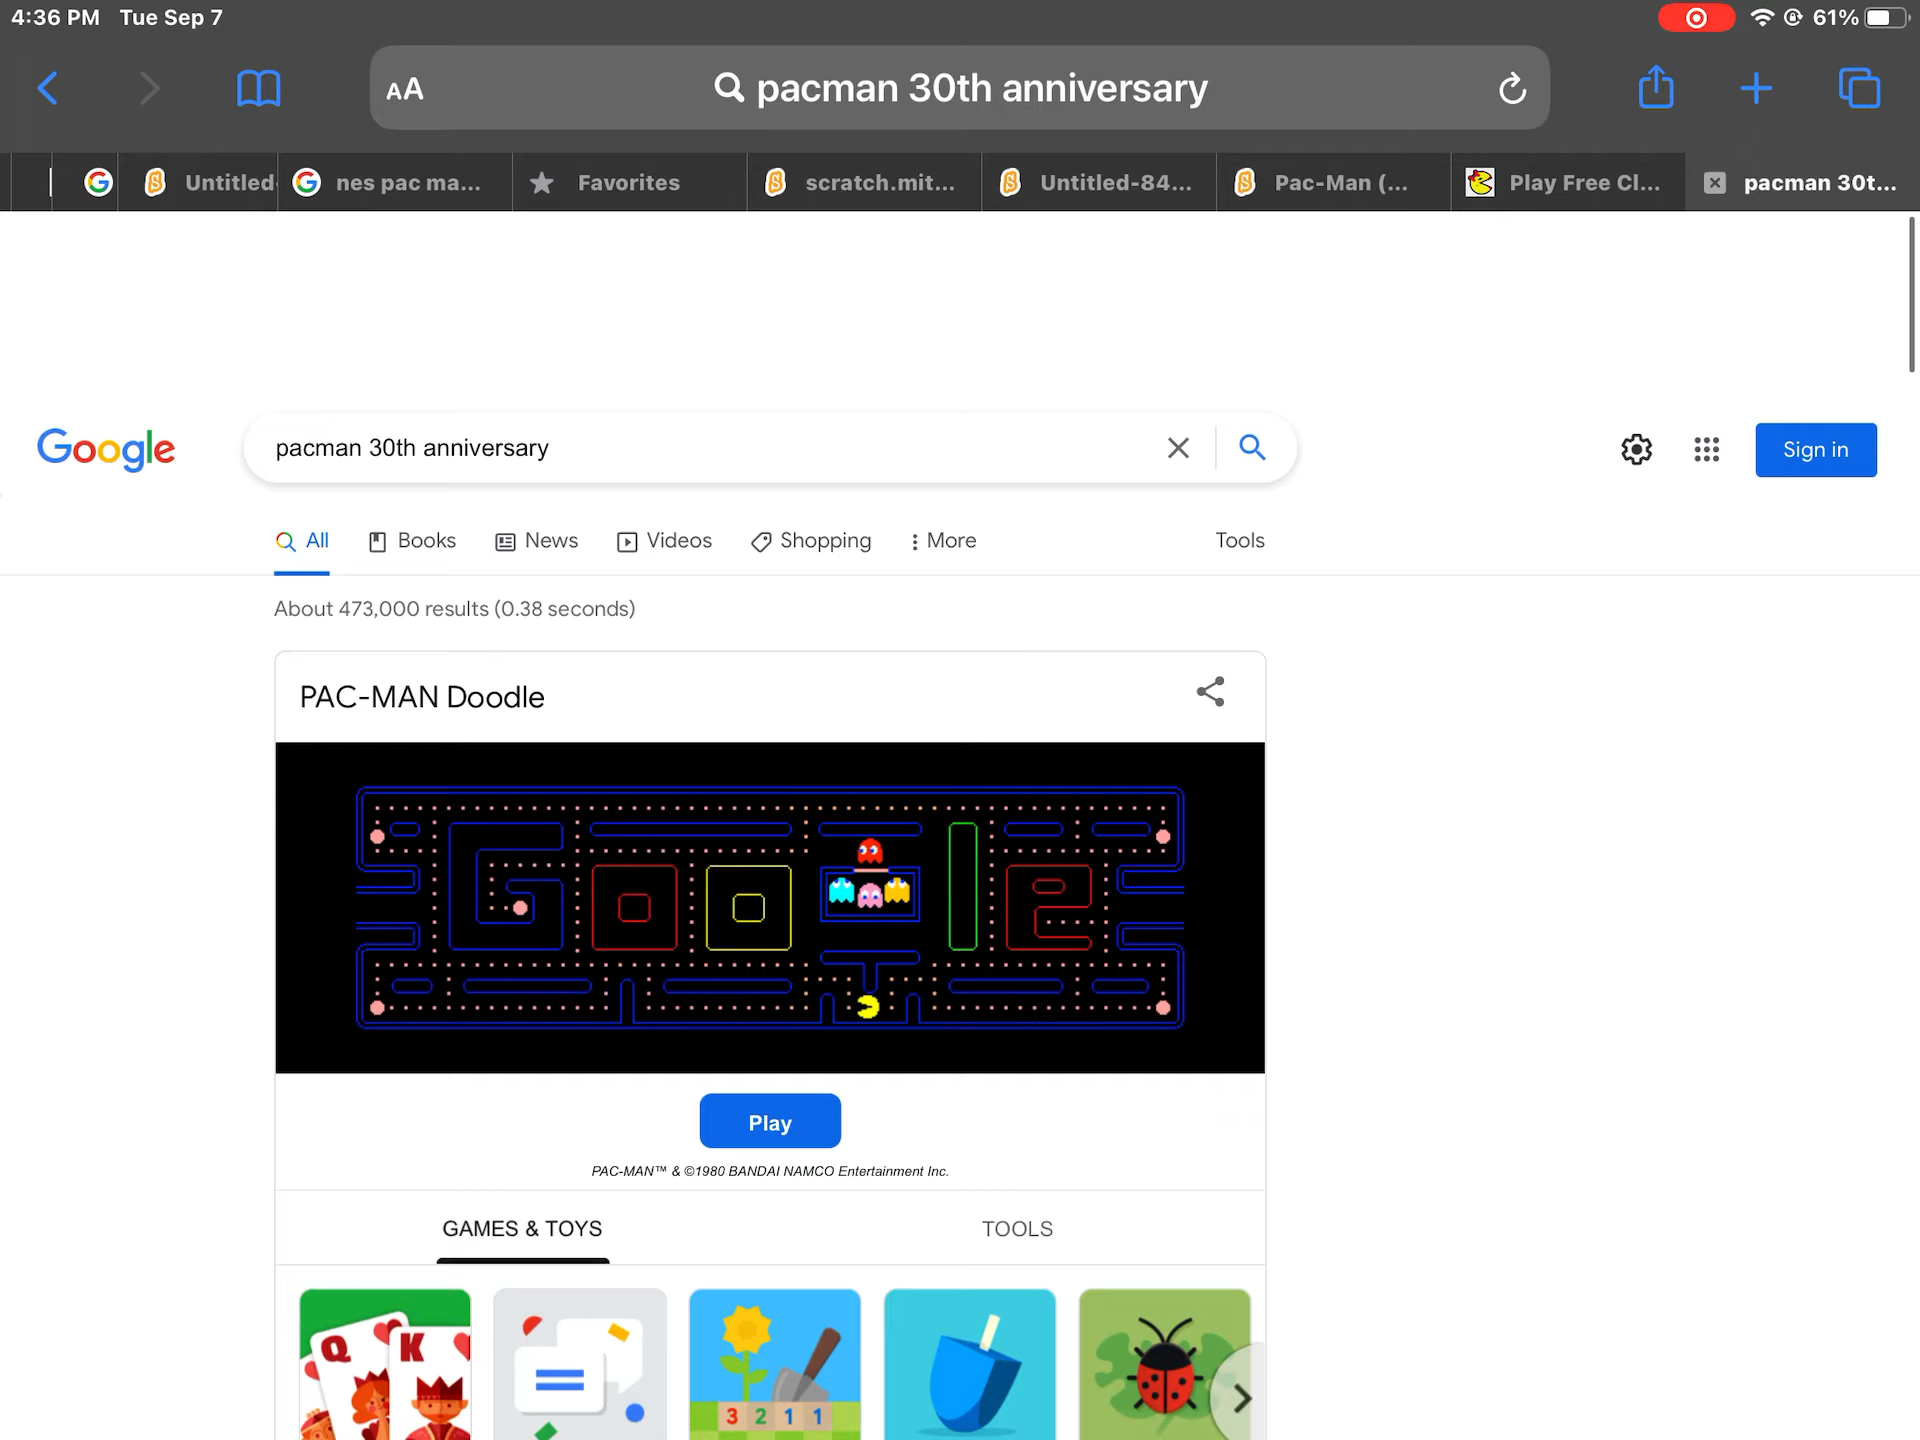 4:36 PM Tue Sep 7
61%
AA pacman 30th anniversary
Untitled-
nes pac ma...
Favorites
scratch.mit...
Untitled-84...
Pac-Man (...
Play Free Cl...
pacman 30t...
Google
pacman 30th anniversary
Sign in
All
Books
News
Videos
Shopping
More
Tools
About 473,000 results (0.38 seconds)
PAC-MAN Doodle
Google
Play
PAC-MAN™ & ©1980 BANDAI NAMCO Entertainment Inc.
GAMES & TOYS
TOOLS
Q K
3 2 1 1